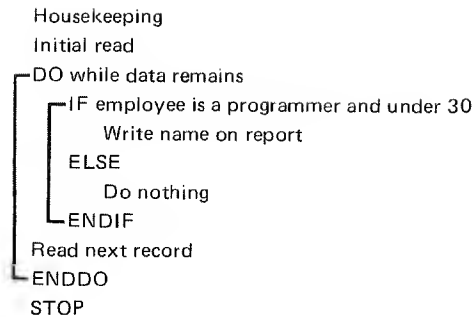 Housekeeping
Initial read
DO while data remains
IF employee is a programmer and under 30
Write name on report
ELSE
Do nothing
ENDIF
Read next record
ENDDO
STOP